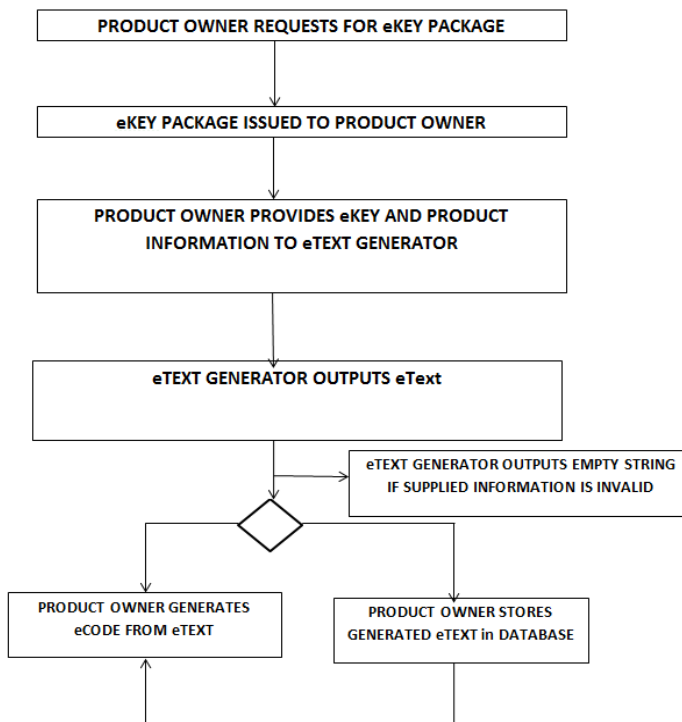 PRODUCT OWNER REQUESTS FOR eKEY PACKAGE
eKEY PACKAGE ISSUED TO PRODUCT OWNER
PRODUCT OWNER PROVIDES eKEY AND PRODUCT
INFORMATION TO eTEXT GENERATOR
eTEXT GENERATOR OUTPUTS eText
eTEXT GENERATOR OUTPUTS EMPTY STRING
IF SUPPLIED INFORMATION IS INVALID
PRODUCT OWNER GENERATES
eCODE FROM eTEXT
PRODUCT OWNER STORES
GENERATED eTEXT in DATABASE